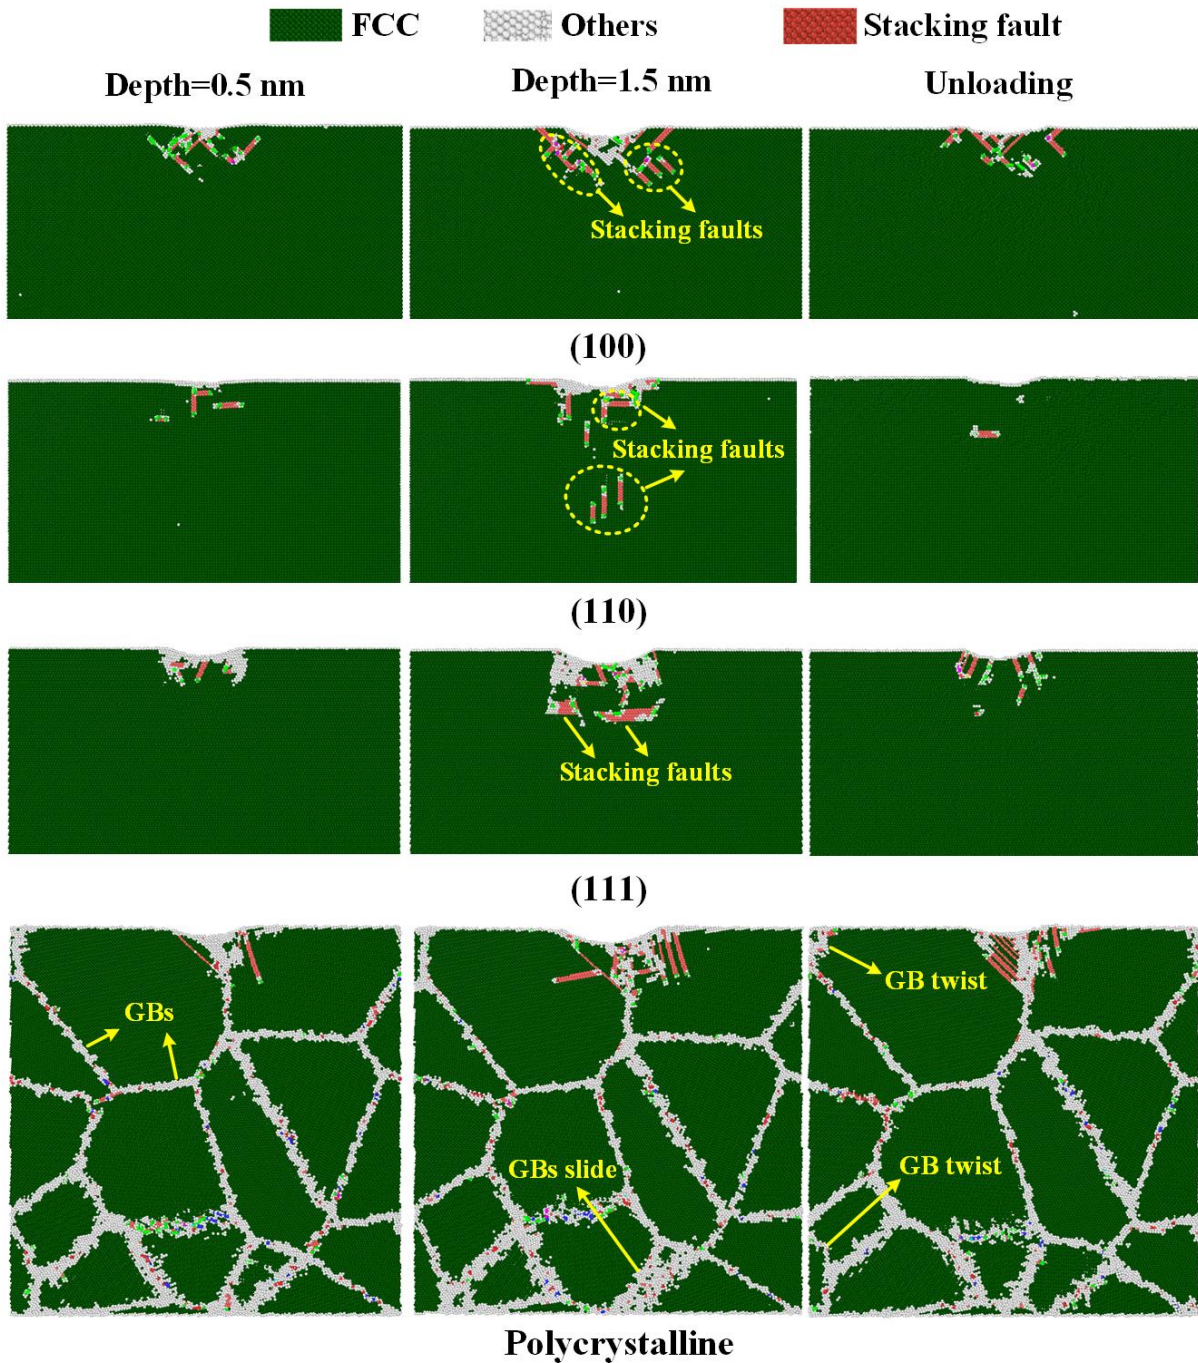 FCC Others Stacking fault
Depth=0.5 nm Depth=1.5 nm Unloading
Stacking faults
(100)
Stacking faults
(110)
Stacking faults
(111)
GBs
GB twist
GBs slide
GB twist
Polycrystalline